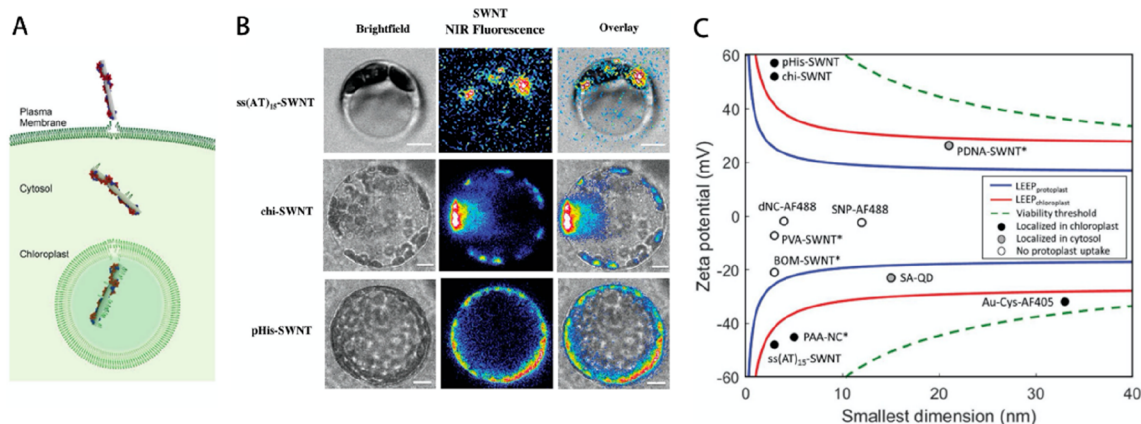 A
Plasma
Membrane
Cytosol
Chloroplast
B
Brightfield
SWNT
NIR Fluorescence
Overlay
ss(AT)₁₅-SWNT
chi-SWNT
pHis-SWNT
C
60
40
20
0
-20
-40
-60
Zeta potential (mV)
0
10
20
30
40
Smallest dimension (nm)
pHis-SWNT
chi-SWNT
PDNA-SWNT*
dNC-AF488
SNP-AF488
PVA-SWNT*
BOM-SWNT*
SA-QD
Au-Cys-AF405
PAA-NC*
ss(AT)₁₅-SWNT
LEEPprotoplast
LEEPchloroplast
Viability threshold
Localized in chloroplast
Localized in cytosol
No protoplast uptake